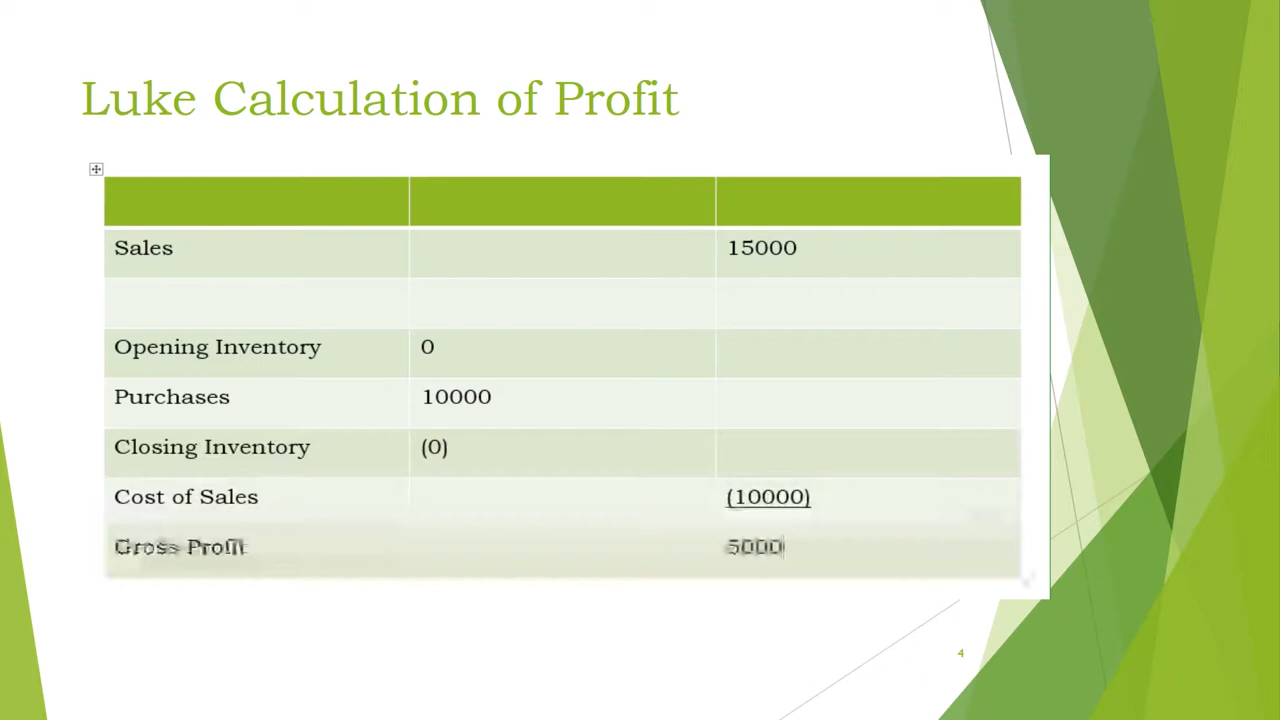 Luke Calculation of Profit
Sales 15000
Opening Inventory 0
Purchases 10000
Closing Inventory (0)
Cost of Sales (10000)
Gross Profit 5000
4